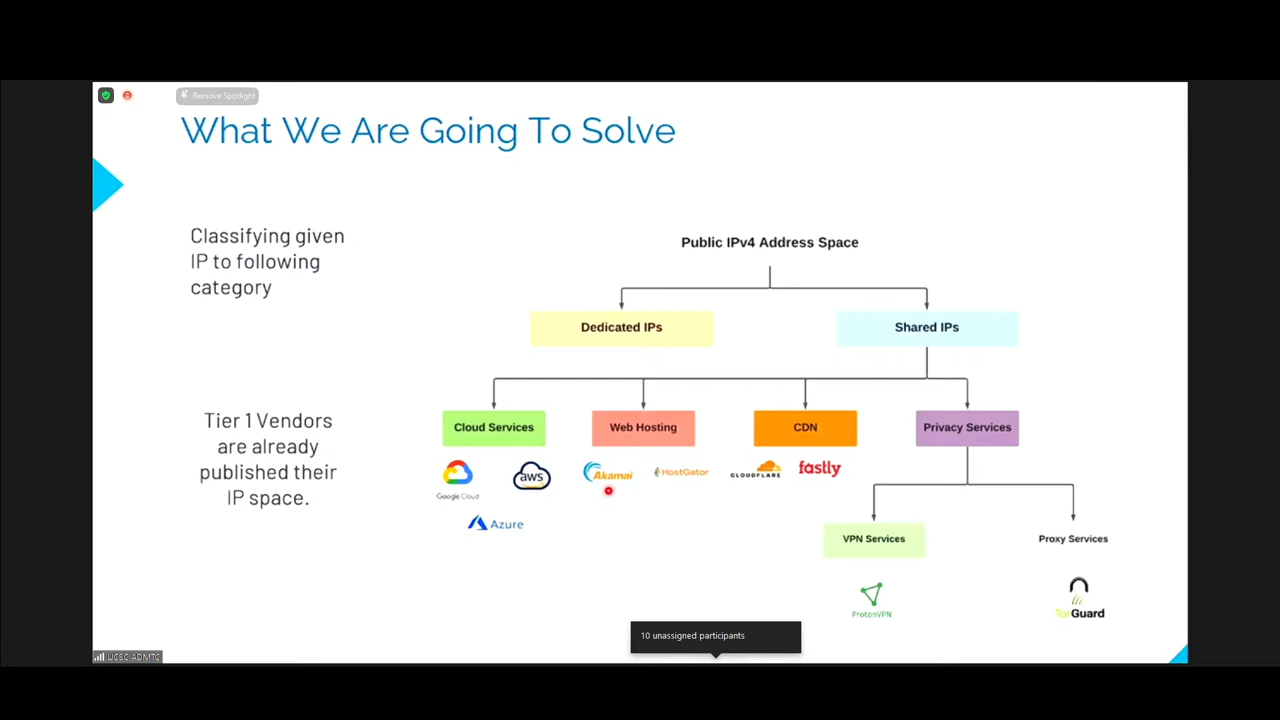 Remove Spotlight
What We Are Going To Solve
Classifying given
IP to following
category
Public IPv4 Address Space
Dedicated IPs
Shared IPs
Tier 1 Vendors
are already
published their
IP space.
Cloud Services
Web Hosting
CDN
Privacy Services
Google Cloud
aws
Akamai
HostGator
CLOUDFLARE
fastly
Azure
VPN Services
Proxy Services
ProtonVPN
TorGuard
10 unassigned participants
UCSC ADMTC